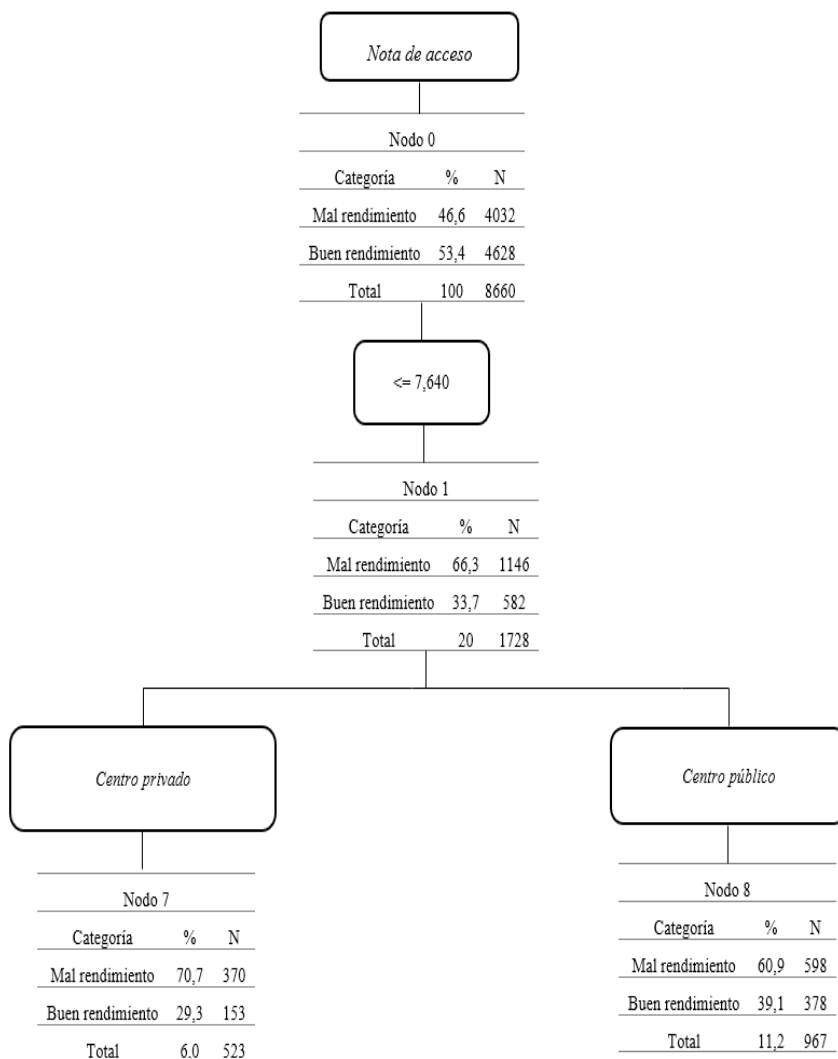 Nota de acceso
Nodo 0
Categoría % N
Mal rendimiento 46,6 4032
Buen rendimiento 53,4 4628
Total 100 8660
<= 7,640
Nodo 1
Categoría % N
Mal rendimiento 66,3 1146
Buen rendimiento 33,7 582
Total 20 1728
Centro privado
Nodo 7
Categoría % N
Mal rendimiento 70,7 370
Buen rendimiento 29,3 153
Total 6,0 523
Centro público
Nodo 8
Categoría % N
Mal rendimiento 60,9 598
Buen rendimiento 39,1 378
Total 11,2 967